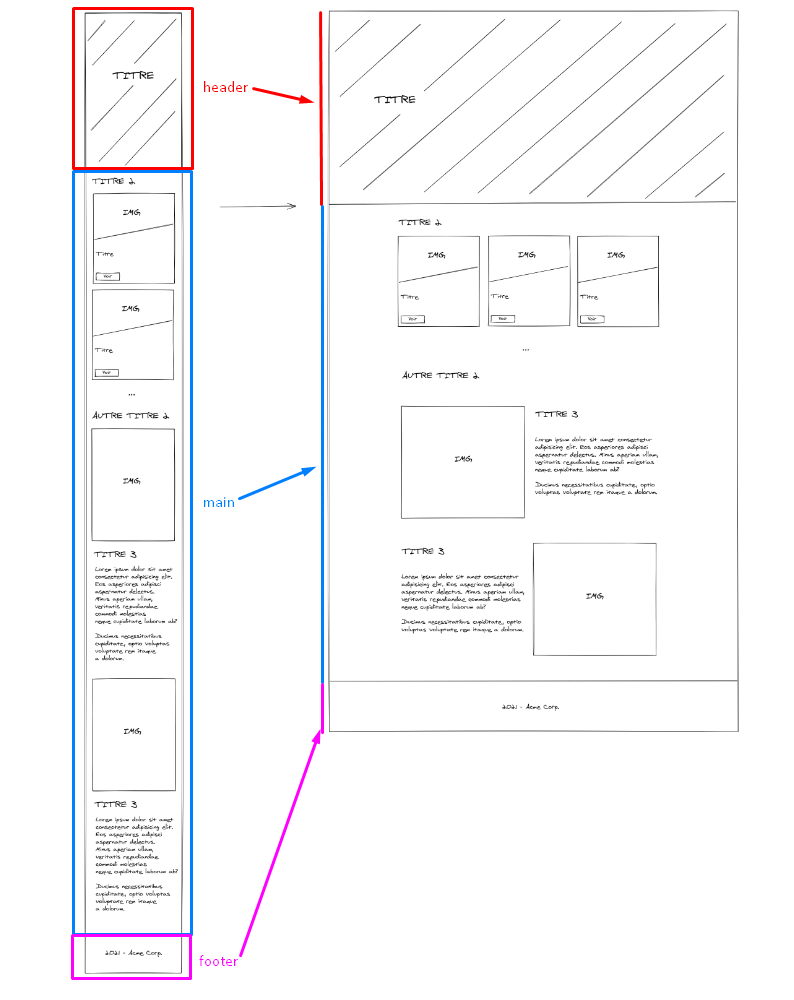 TITRE
TITRE 2
IMG
Titre
Voir
IMG
Titre
Voir
...
AUTRE TITRE 2
IMG
TITRE 3
Lorem ipsum dolor sit amet
consectetur adipisicing elit.
Eos asperiores adipisci
aspernatur delectus.
Minus aperiam ullam,
veritatis repudiandae
commodi molestias
neque cupiditate laborum ab?
Ducimus necessitatibus
cupiditate, optio voluptas
voluptate rem itaque
a dolorum.
IMG
TITRE 3
Lorem ipsum dolor sit amet
consectetur adipisicing elit.
Eos asperiores adipisci
aspernatur delectus.
Minus aperiam ullam,
veritatis repudiandae
commodi molestias
neque cupiditate laborum ab?
Ducimus necessitatibus
cupiditate, optio voluptas
voluptate rem itaque
a dolorum.
2021 - Acme Corp.
header
main
footer
TITRE
TITRE 2
IMG
Titre
Voir
IMG
Titre
Voir
IMG
Titre
Voir
...
AUTRE TITRE 2
IMG
TITRE 3
Lorem ipsum dolor sit amet consectetur
adipisicing elit. Eos asperiores adipisci
aspernatur delectus. Minus aperiam ullam,
veritatis repudiandae commodi molestias
neque cupiditate laborum ab?
Ducimus necessitatibus cupiditate, optio
voluptas voluptate rem itaque a dolorum.
TITRE 3
Lorem ipsum dolor sit amet consectetur
adipisicing elit. Eos asperiores adipisci
aspernatur delectus. Minus aperiam ullam,
veritatis repudiandae commodi molestias
neque cupiditate laborum ab?
Ducimus necessitatibus cupiditate, optio
voluptas voluptate rem itaque a dolorum.
IMG
2021 - Acme Corp.